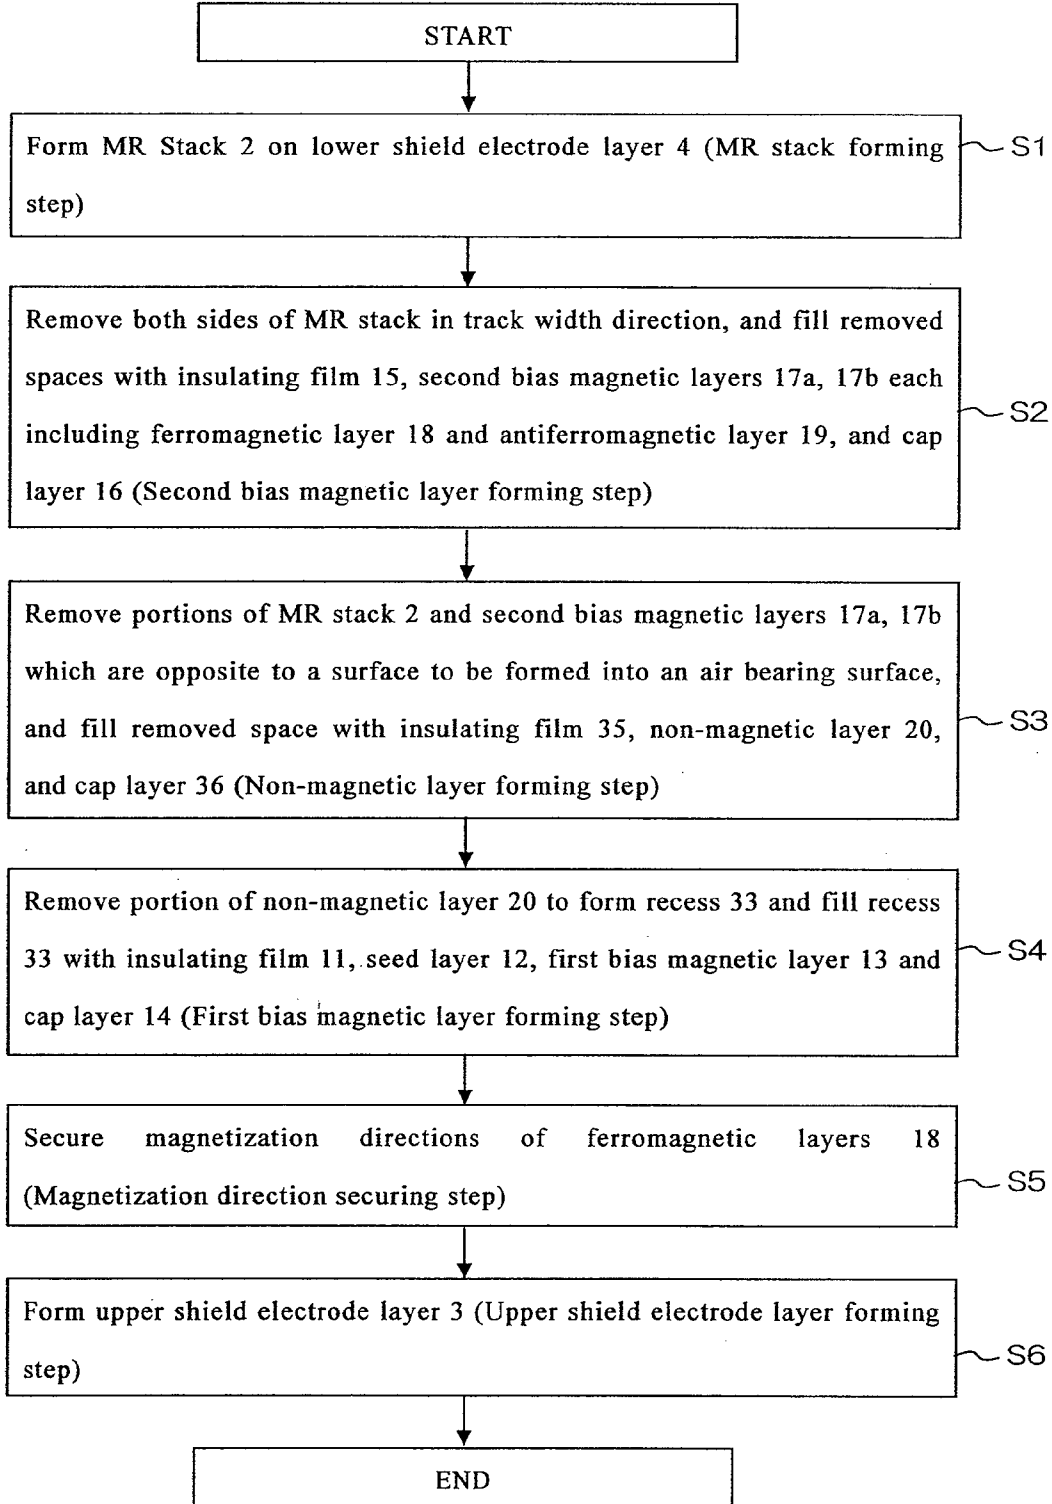 START
Form MR Stack 2 on lower shield electrode layer 4 (MR stack forming
step)
S1
Remove both sides of MR stack in track width direction, and fill removed
spaces with insulating film 15, second bias magnetic layers 17a, 17b each
including ferromagnetic layer 18 and antiferromagnetic layer 19, and cap
layer 16 (Second bias magnetic layer forming step)
S2
Remove portions of MR stack 2 and second bias magnetic layers 17a, 17b
which are opposite to a surface to be formed into an air bearing surface,
and fill removed space with insulating film 35, non-magnetic layer 20,
and cap layer 36 (Non-magnetic layer forming step)
S3
Remove portion of non-magnetic layer 20 to form recess 33 and fill recess
33 with insulating film 11, seed layer 12, first bias magnetic layer 13 and
cap layer 14 (First bias magnetic layer forming step)
S4
Secure magnetization directions of ferromagnetic layers 18
(Magnetization direction securing step)
S5
Form upper shield electrode layer 3 (Upper shield electrode layer forming
step)
S6
END